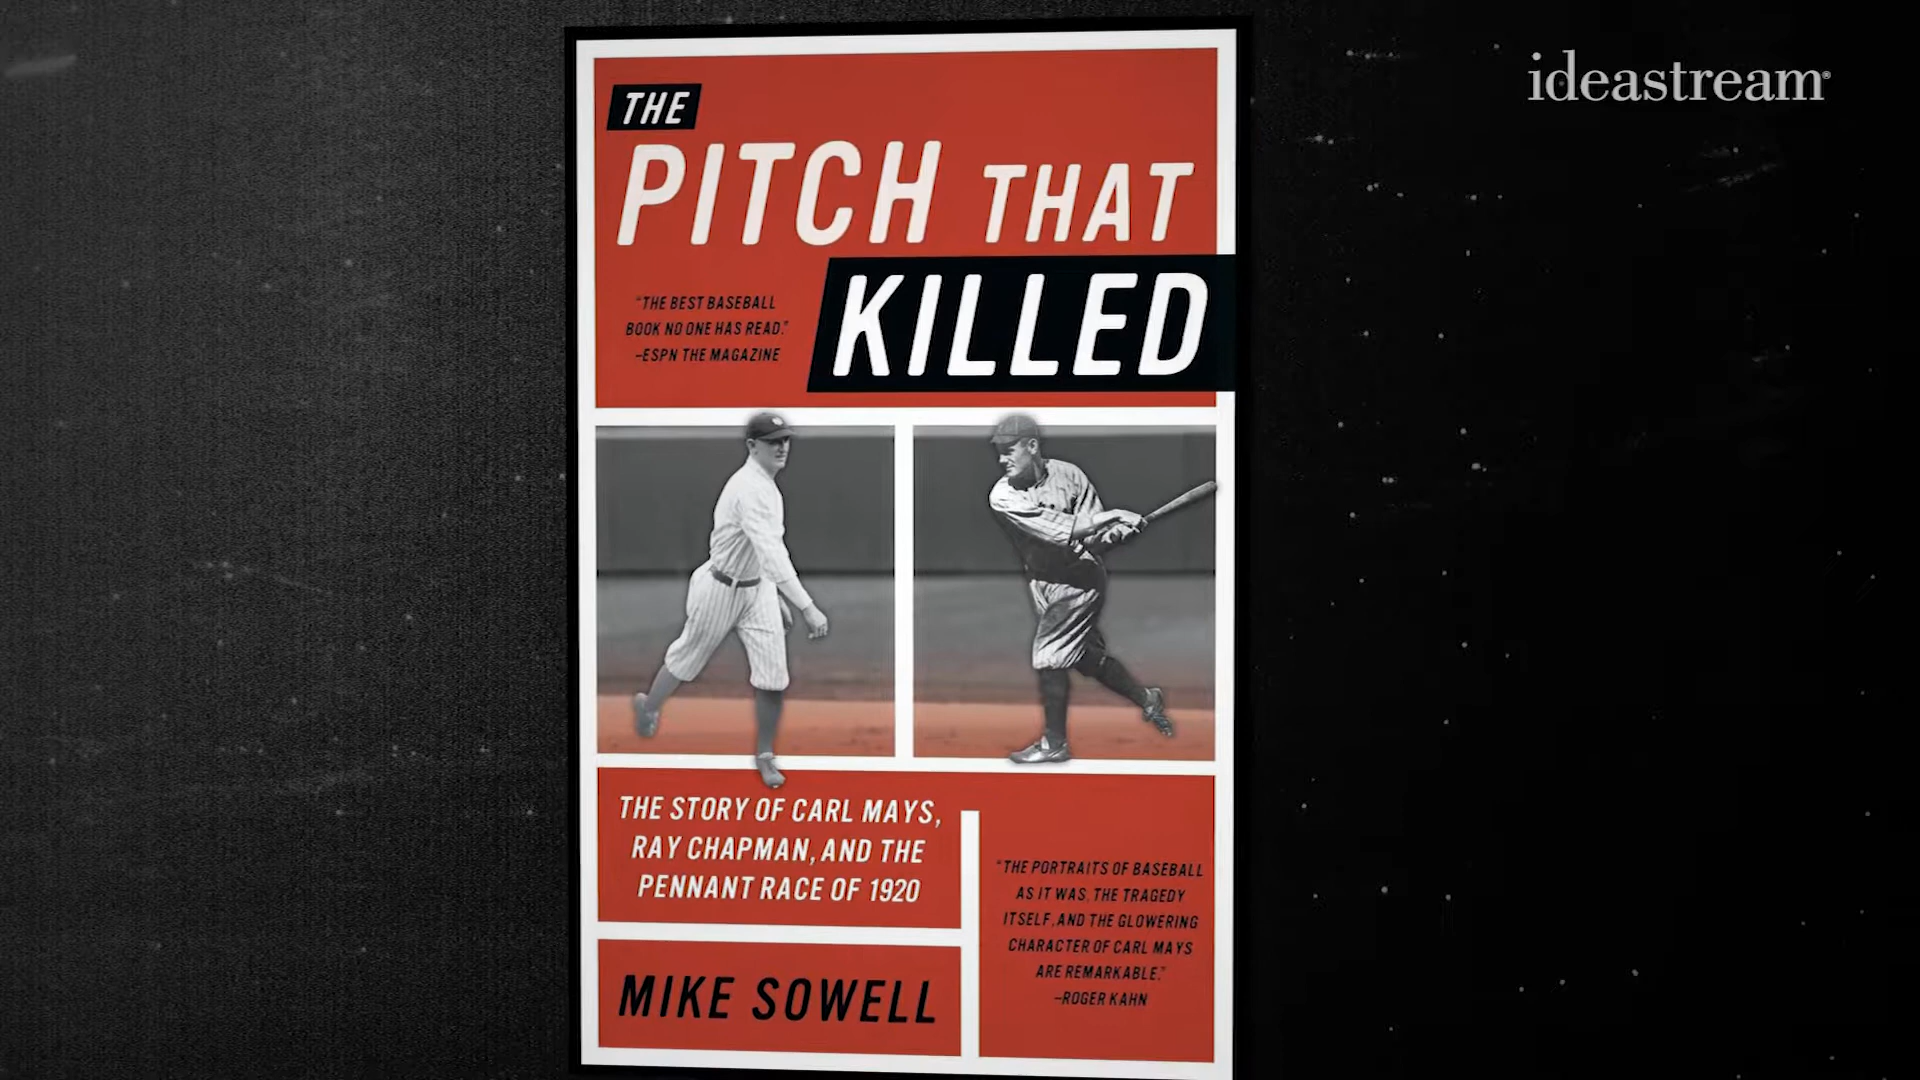 ideastream®
THE
PITCH THAT
KILLED
"THE BEST BASEBALL
BOOK NO ONE HAS READ."
–ESPN THE MAGAZINE
THE STORY OF CARL MAYS,
RAY CHAPMAN, AND THE
PENNANT RACE OF 1920
MIKE SOWELL
"THE PORTRAITS OF BASEBALL
AS IT WAS, THE TRAGEDY
ITSELF, AND THE GLOWERING
CHARACTER OF CARL MAYS
ARE REMARKABLE."
–ROGER KAHN